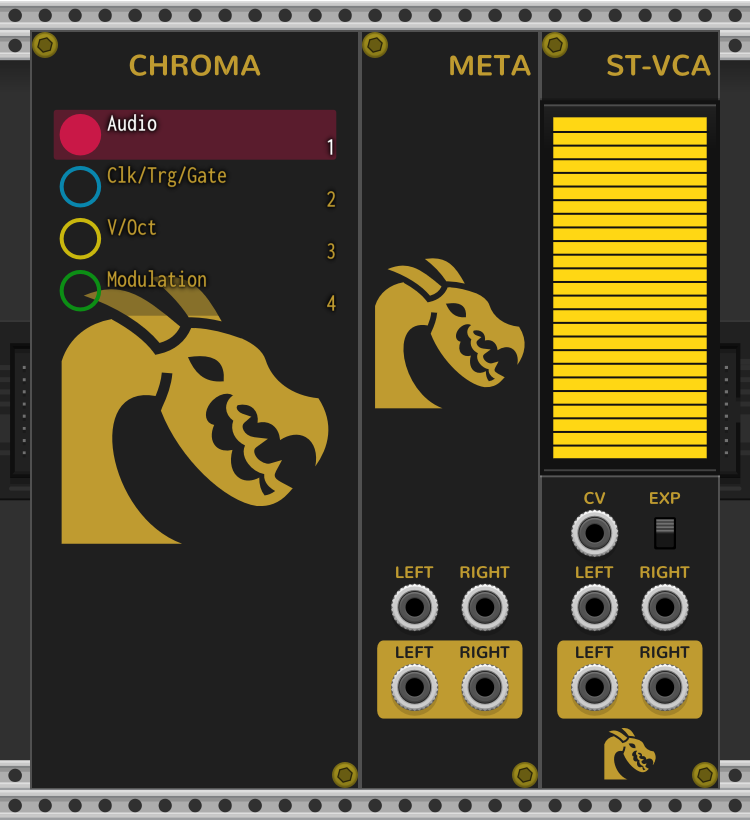 CHROMA
Audio
1
Clk/Trg/Gate
2
V/Oct
3
Modulation
4
META
LEFT RIGHT
LEFT RIGHT
ST-VCA
CV EXP
LEFT RIGHT
LEFT RIGHT